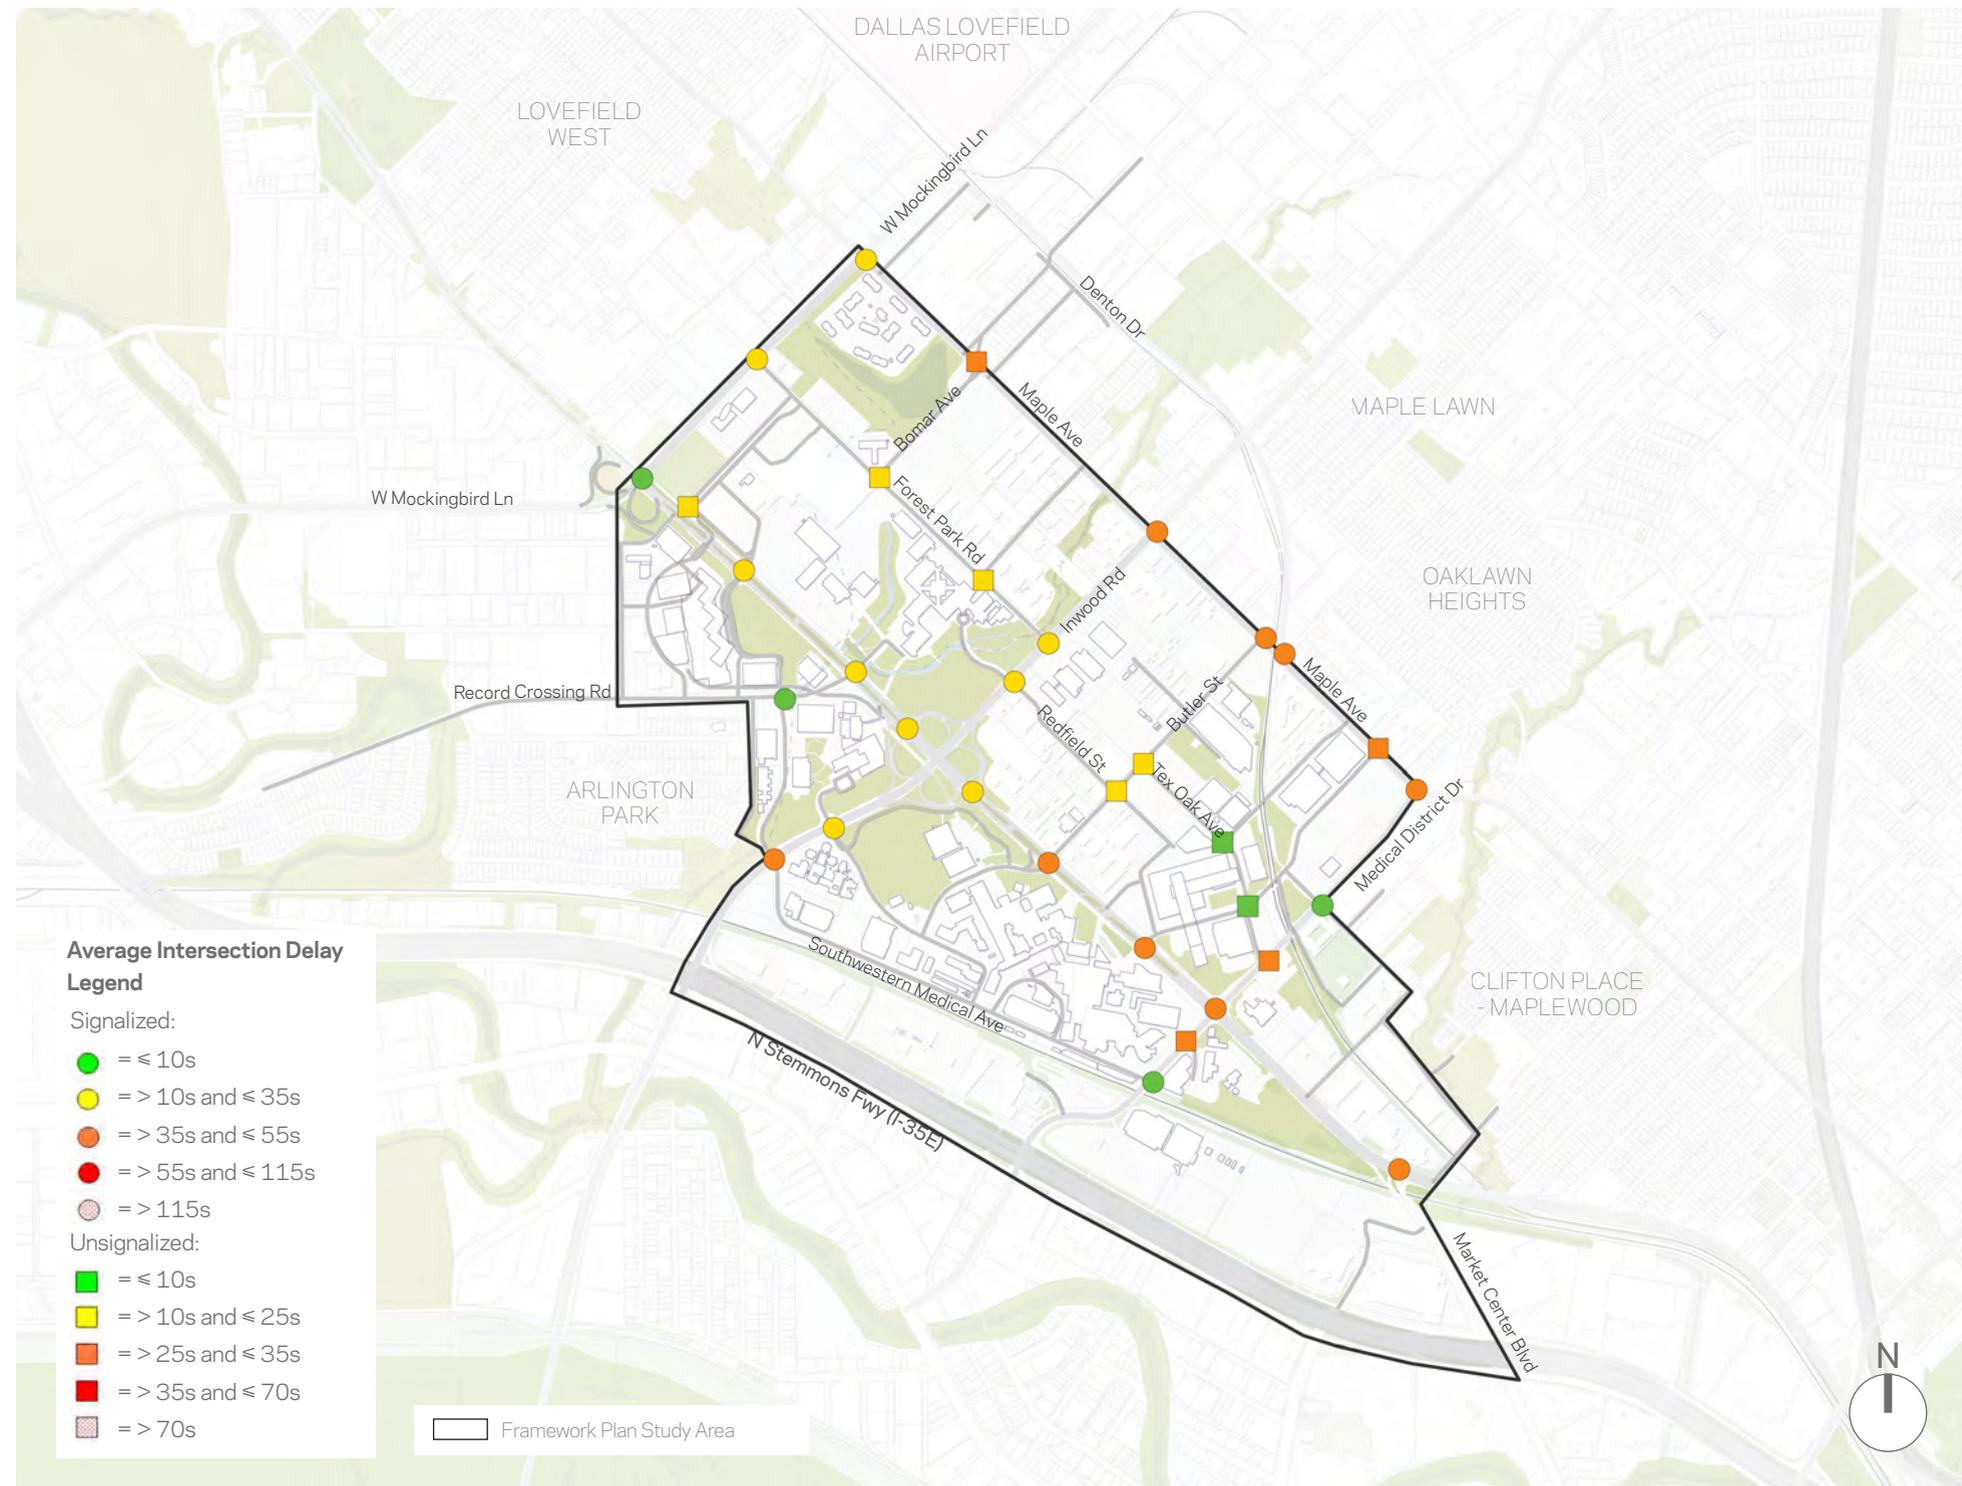 DALLAS LOVEFIELD
AIRPORT
LOVEFIELD
WEST
W Mockingbird Ln
Denton Dr
Maple Ave
MAPLE LAWN
Bomar Ave
W Mockingbird Ln
Forest Park Rd
Inwood Rd
OAKLAWN
HEIGHTS
Record Crossing Rd
Butler St
Maple Ave
Redfield St
Tex Oak Ave
ARLINGTON
PARK
Medical District Dr
Southwestern Medical Ave
CLIFTON PLACE
- MAPLEWOOD
N Stemmons Fwy (I-35E)
Market Center Blvd
Average Intersection Delay
Legend
Signalized:
= ≤ 10s
= > 10s and ≤ 35s
= > 35s and ≤ 55s
= > 55s and ≤ 115s
= > 115s
Unsignalized:
= ≤ 10s
= > 10s and ≤ 25s
= > 25s and ≤ 35s
= > 35s and ≤ 70s
= > 70s
Framework Plan Study Area
N